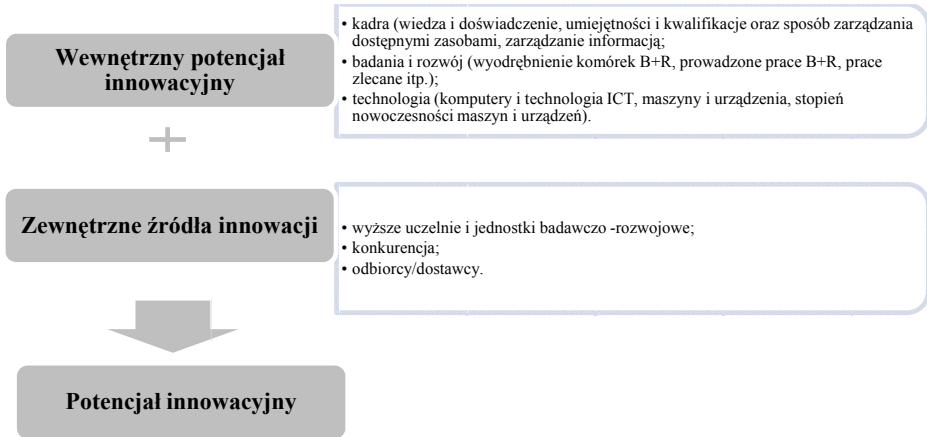 Wewnętrzny potencjał
innowacyjny
• kadra (wiedza i doświadczenie, umiejętności i kwalifikacje oraz sposób zarządzania
dostępnymi zasobami, zarządzanie informacją;
• badania i rozwój (wyodrębnienie komórek B+R, prowadzone prace B+R, prace
zlecane itp.);
• technologia (komputery i technologia ICT, maszyny i urządzenia, stopień
nowoczesności maszyn i urządzeń).
+
Zewnętrzne źródła innowacji
• wyższe uczelnie i jednostki badawczo -rozwojowe;
• konkurencja;
• odbiorcy/dostawcy.
Potencjał innowacyjny